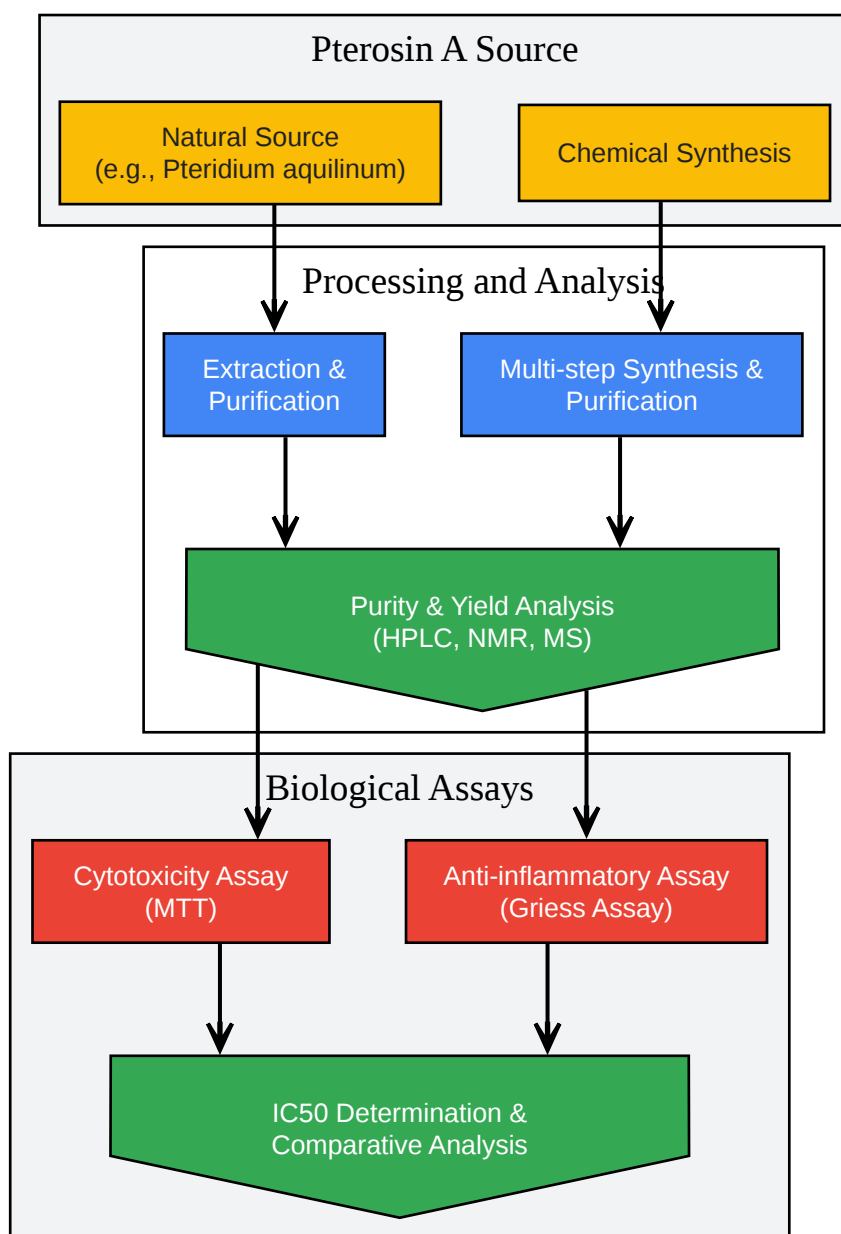 Pterosin A Source
Natural Source
(e.g., Pteridium aquilinum)
Chemical Synthesis
Processing and Analysis
Extraction &
Purification
Multi-step Synthesis &
Purification
Purity & Yield Analysis
(HPLC, NMR, MS)
Biological Assays
Cytotoxicity Assay
(MTT)
Anti-inflammatory Assay
(Griess Assay)
IC50 Determination &
Comparative Analysis